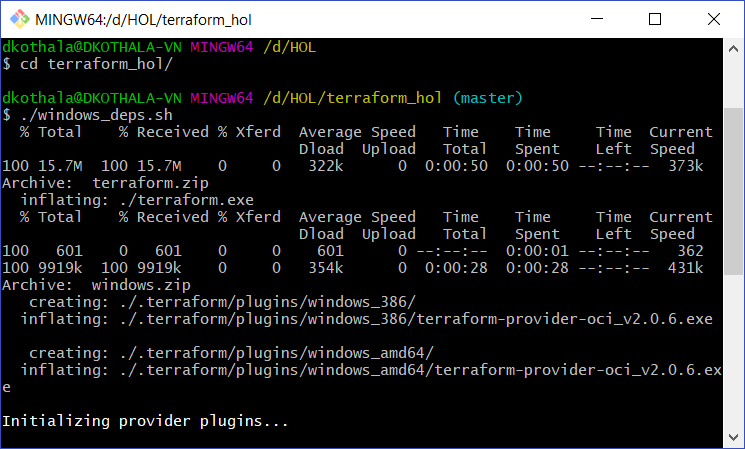 MINGW64:/d/HOL/terraform_hol
dkothala@DKOTHALA-VN MINGW64 /d/HOL
$ cd terraform_hol/
dkothala@DKOTHALA-VN MINGW64 /d/HOL/terraform_hol (master)
$ ./windows_deps.sh
  % Total    % Received % Xferd  Average Speed   Time    Time     Time  Current
                                 Dload  Upload   Total   Spent    Left  Speed
100 15.7M  100 15.7M    0     0   322k      0  0:00:50  0:00:50 --:--:--  373k
Archive:  terraform.zip
  inflating: ./terraform.exe
  % Total    % Received % Xferd  Average Speed   Time    Time     Time  Current
                                 Dload  Upload   Total   Spent    Left  Speed
100   601    0   601    0     0    601      0 --:--:--  0:00:01 --:--:--   362
100 9919k  100 9919k    0     0   354k      0  0:00:28  0:00:28 --:--:--  431k
Archive:  windows.zip
   creating: ./.terraform/plugins/windows_386/
  inflating: ./.terraform/plugins/windows_386/terraform-provider-oci_v2.0.6.exe
   creating: ./.terraform/plugins/windows_amd64/
  inflating: ./.terraform/plugins/windows_amd64/terraform-provider-oci_v2.0.6.ex
e
Initializing provider plugins...